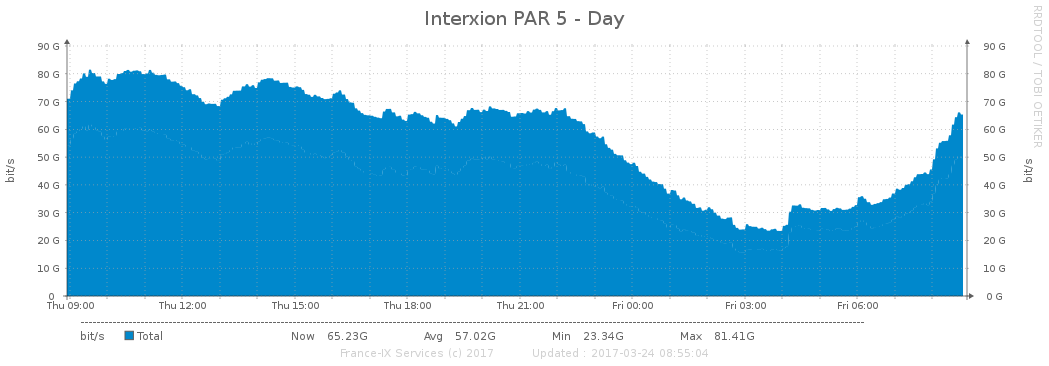 Interxion PAR 5 - Day
RRDTOOL / TOBI OETIKER
bit/s
90 G 90 G
80 G 80 G
70 G 70 G
60 G 60 G
50 G 50 G
40 G 40 G
30 G 30 G
20 G 20 G
10 G 10 G
0 0 G
bit/s
Thu 09:00 Thu 12:00 Thu 15:00 Thu 18:00 Thu 21:00 Fri 00:00 Fri 03:00 Fri 06:00
bit/s Total Now 65.23G Avg 57.02G Min 23.34G Max 81.41G
France-IX Services (c) 2017 Updated : 2017-03-24 08:55:04